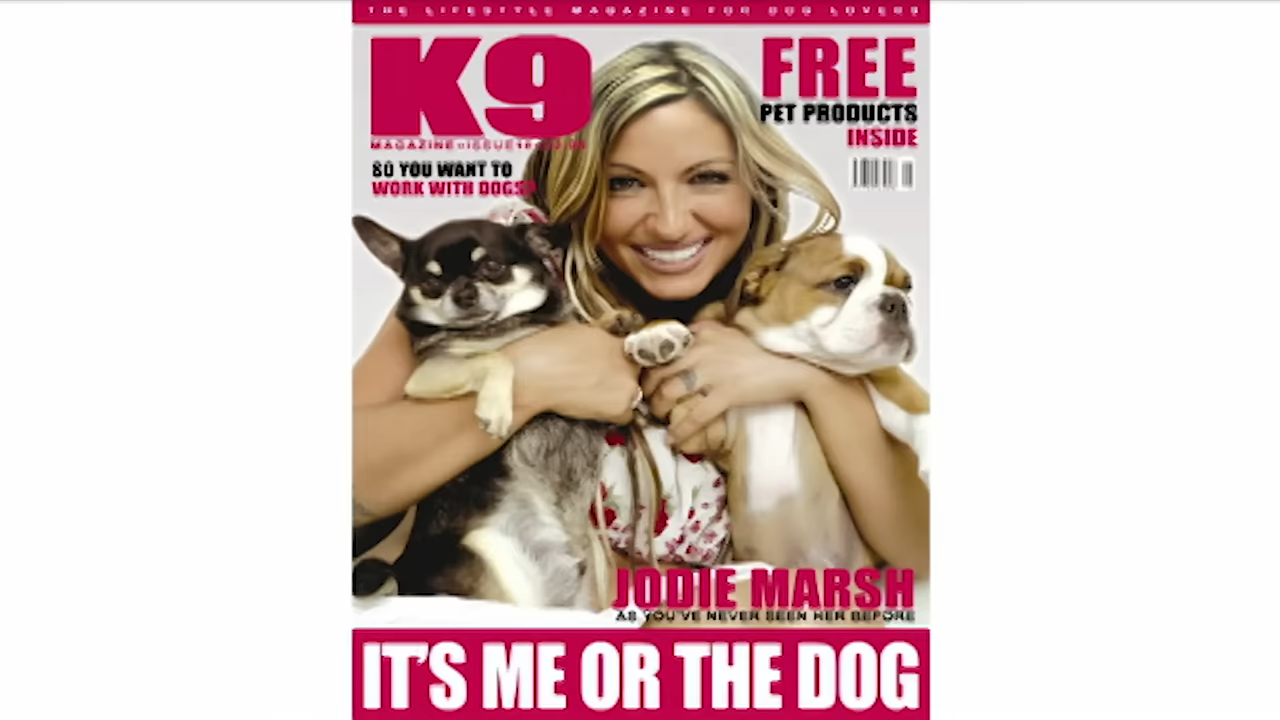 THE LIFESTYLE MAGAZINE FOR DOG LOVERS
K9
MAGAZINE
SO YOU WANT TO
WORK WITH DOGS?
FREE
PET PRODUCTS
INSIDE
JODIE MARSH
AS YOU'VE NEVER SEEN HER BEFORE
IT'S ME OR THE DOG